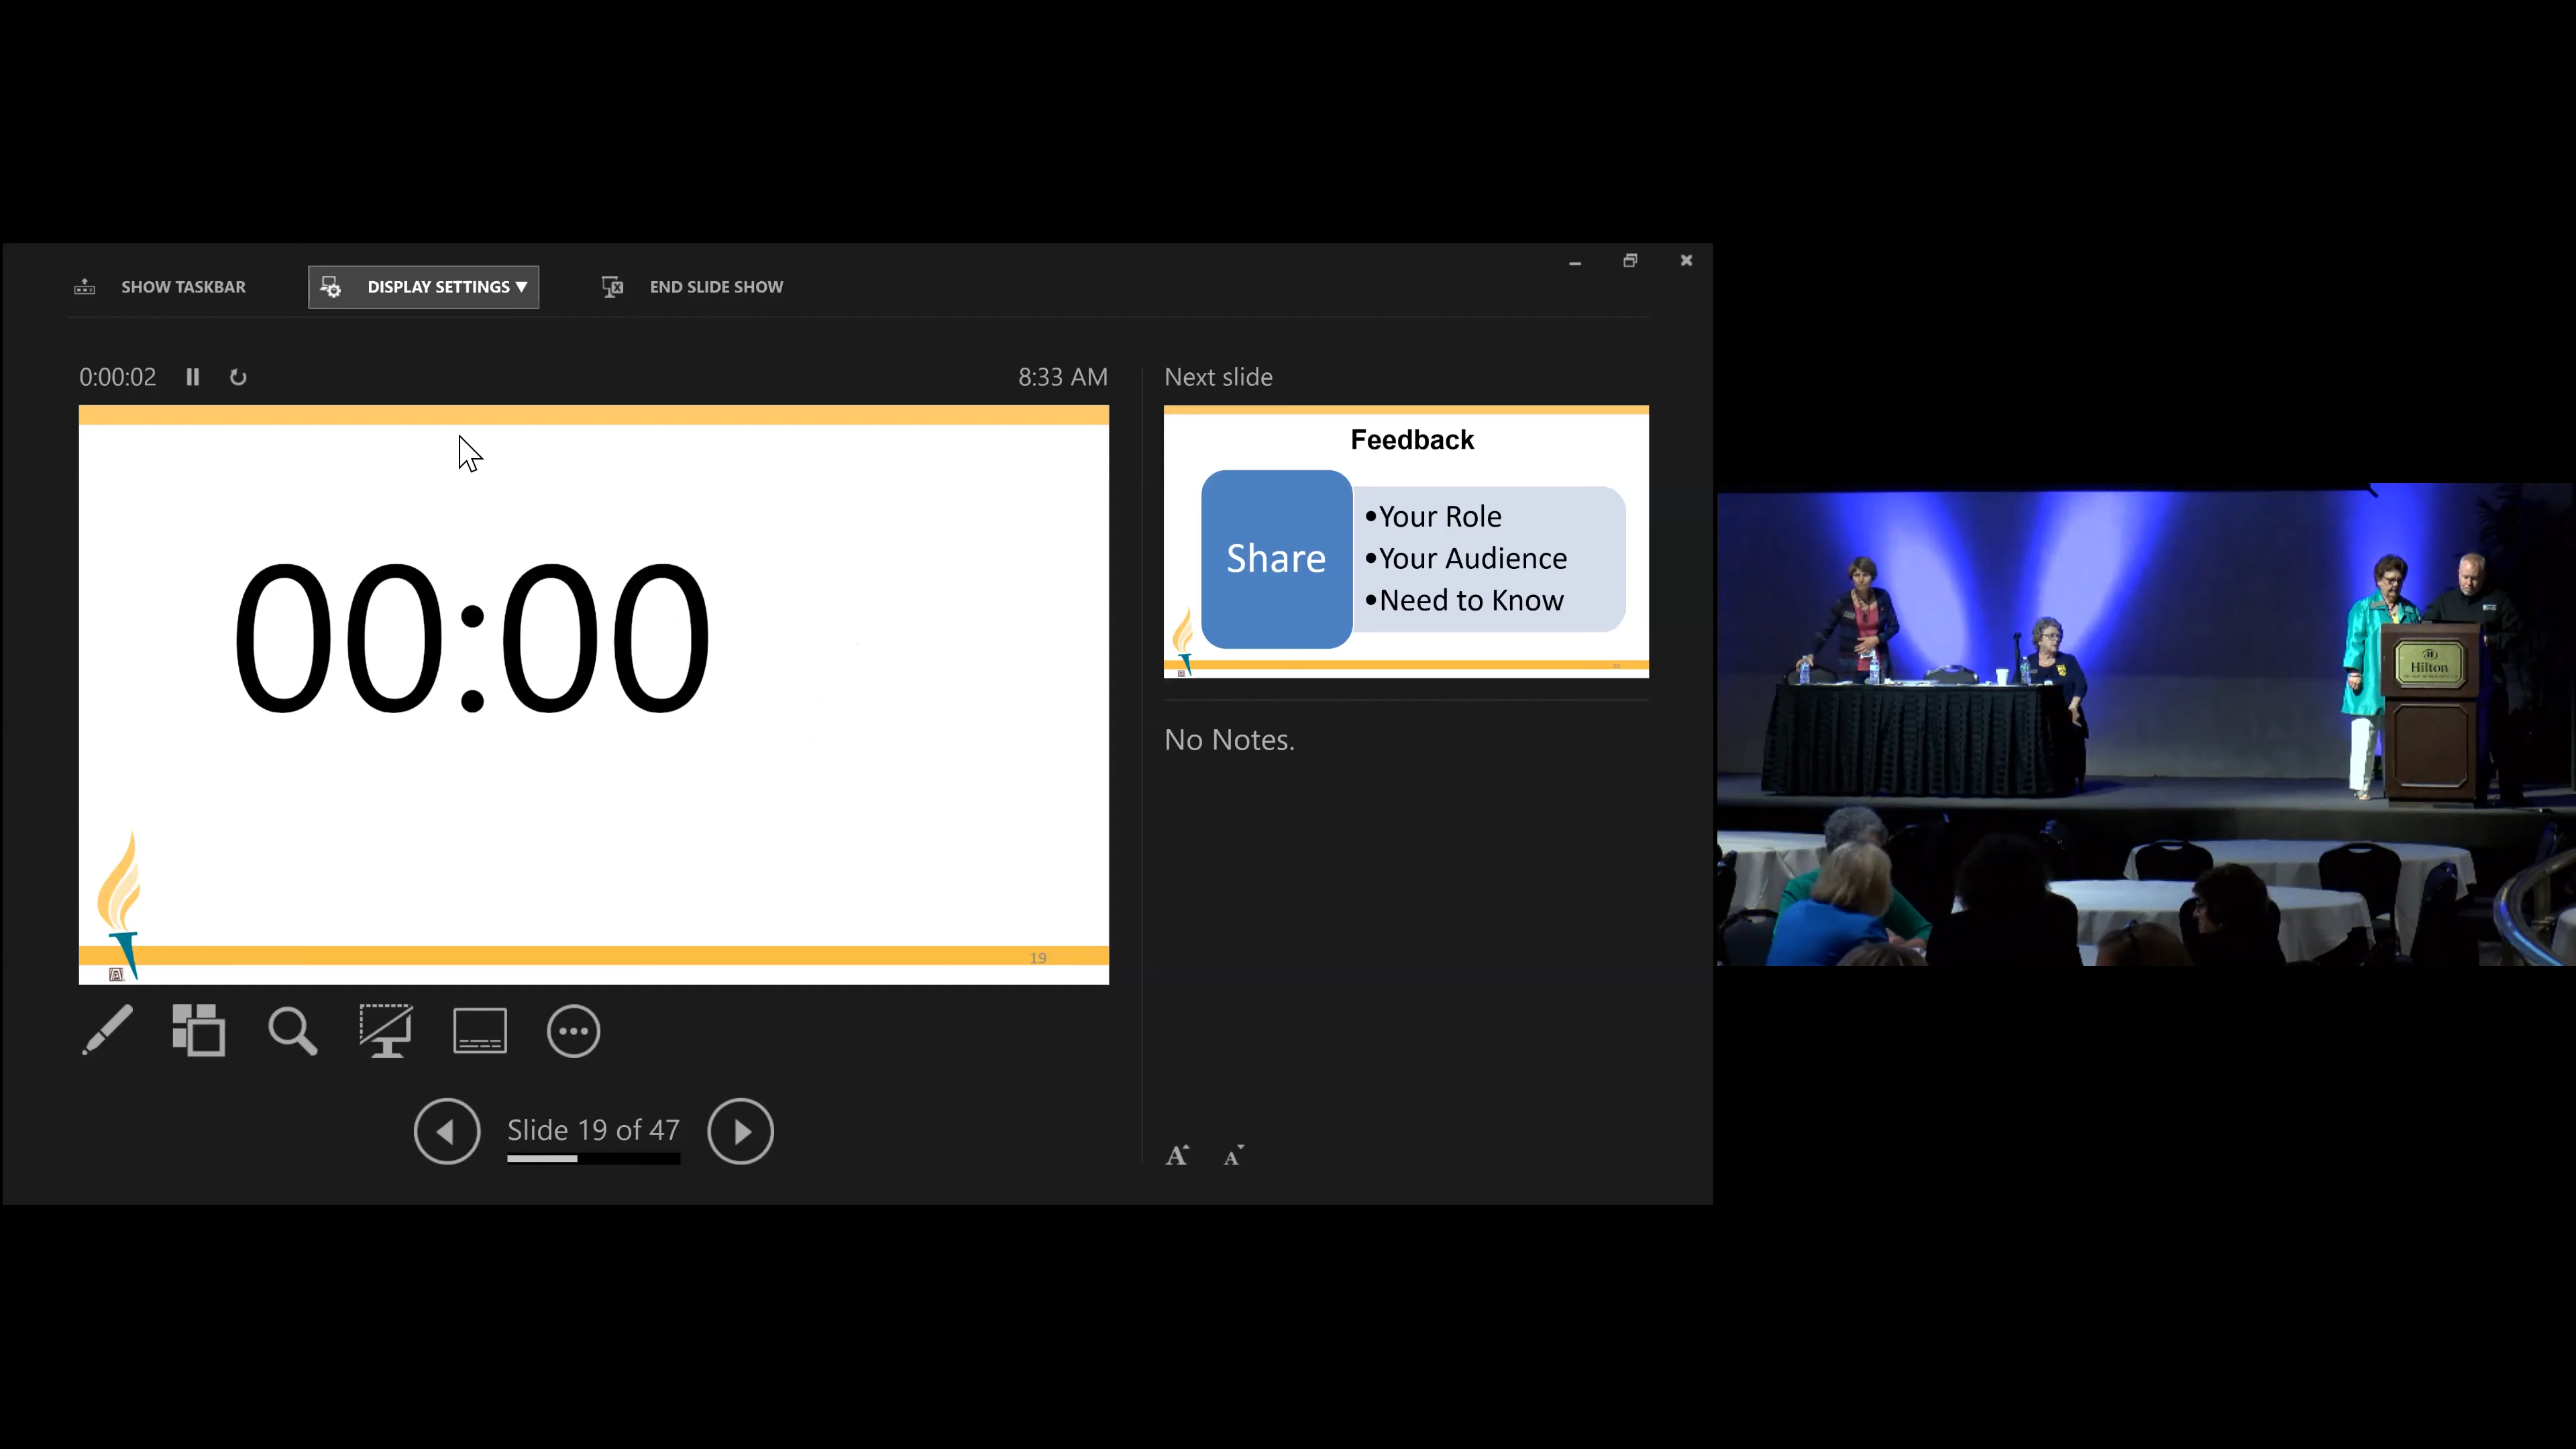 SHOW TASKBAR
DISPLAY SETTINGS ▼
END SLIDE SHOW
0:00:02
8:33 AM
00:00
19
Slide 19 of 47
Next slide
Feedback
Share
•Your Role
•Your Audience
•Need to Know
No Notes.
A
A
Hilton